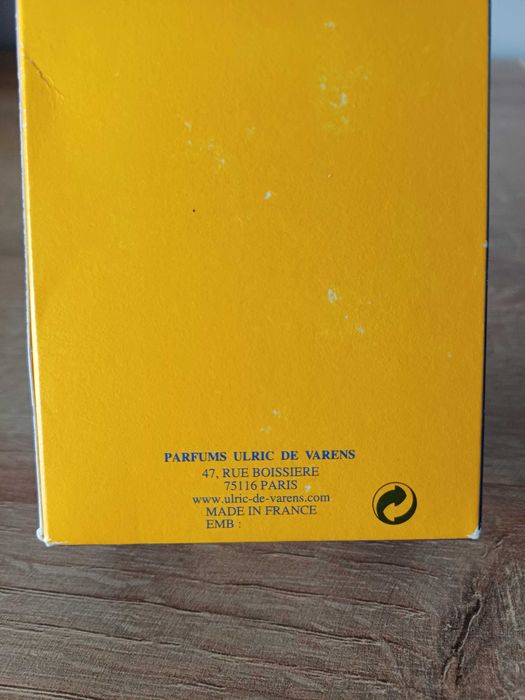 PARFUMS ULRIC DE VARENS
47, RUE BOISSIERE
75116 PARIS
www.ulric-de-varens.com
MADE IN FRANCE
EMB :